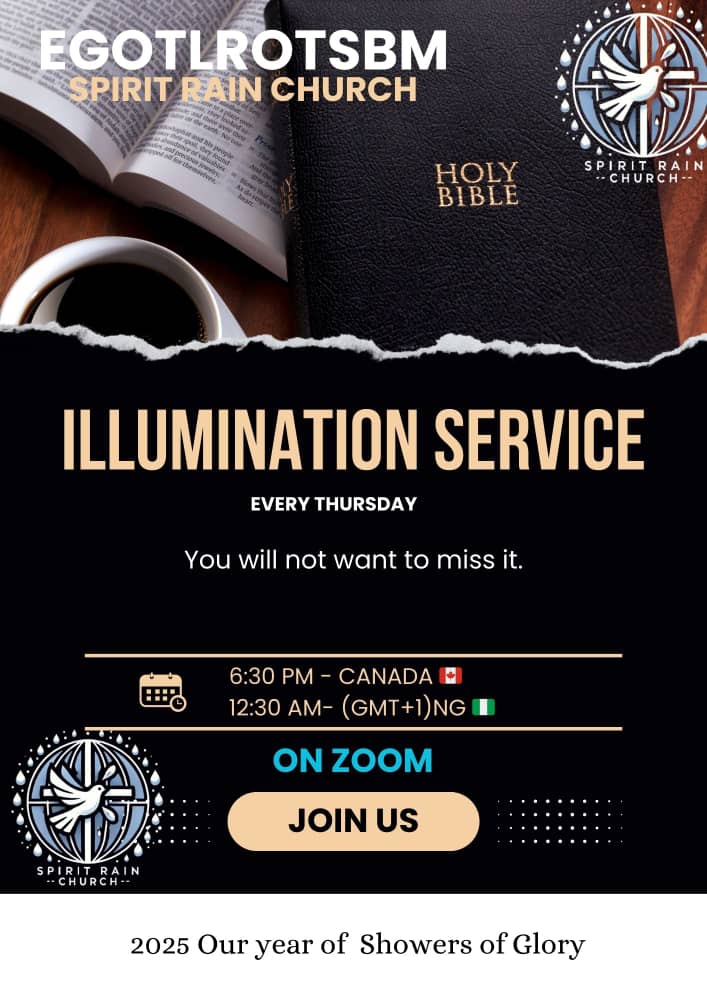 EGOTLROTSBM
SPIRIT RAIN CHURCH
SPIRIT RAIN
--CHURCH--
HOLY
BIBLE
ILLUMINATION SERVICE
EVERY THURSDAY
You will not want to miss it.
6:30 PM - CANADA 🇨🇦
12:30 AM- (GMT+1)NG 🇳🇬
ON ZOOM
JOIN US
SPIRIT RAIN
--CHURCH--
2025 Our year of Showers of Glory